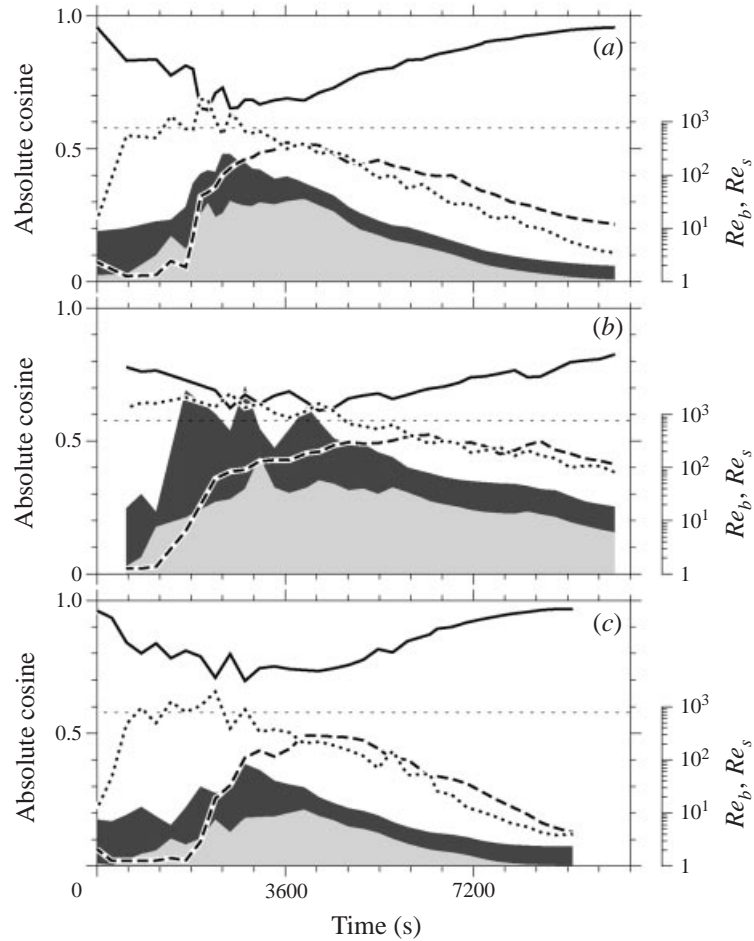 1.0
(a)
Absolute cosine
0.5
0
10³
10²
10¹
1
Re_b, Re_s
1.0
(b)
Absolute cosine
0.5
0
10³
10²
10¹
1
Re_b, Re_s
1.0
(c)
Absolute cosine
0.5
10³
10²
10¹
1
Re_b, Re_s
0 3600 7200
Time (s)